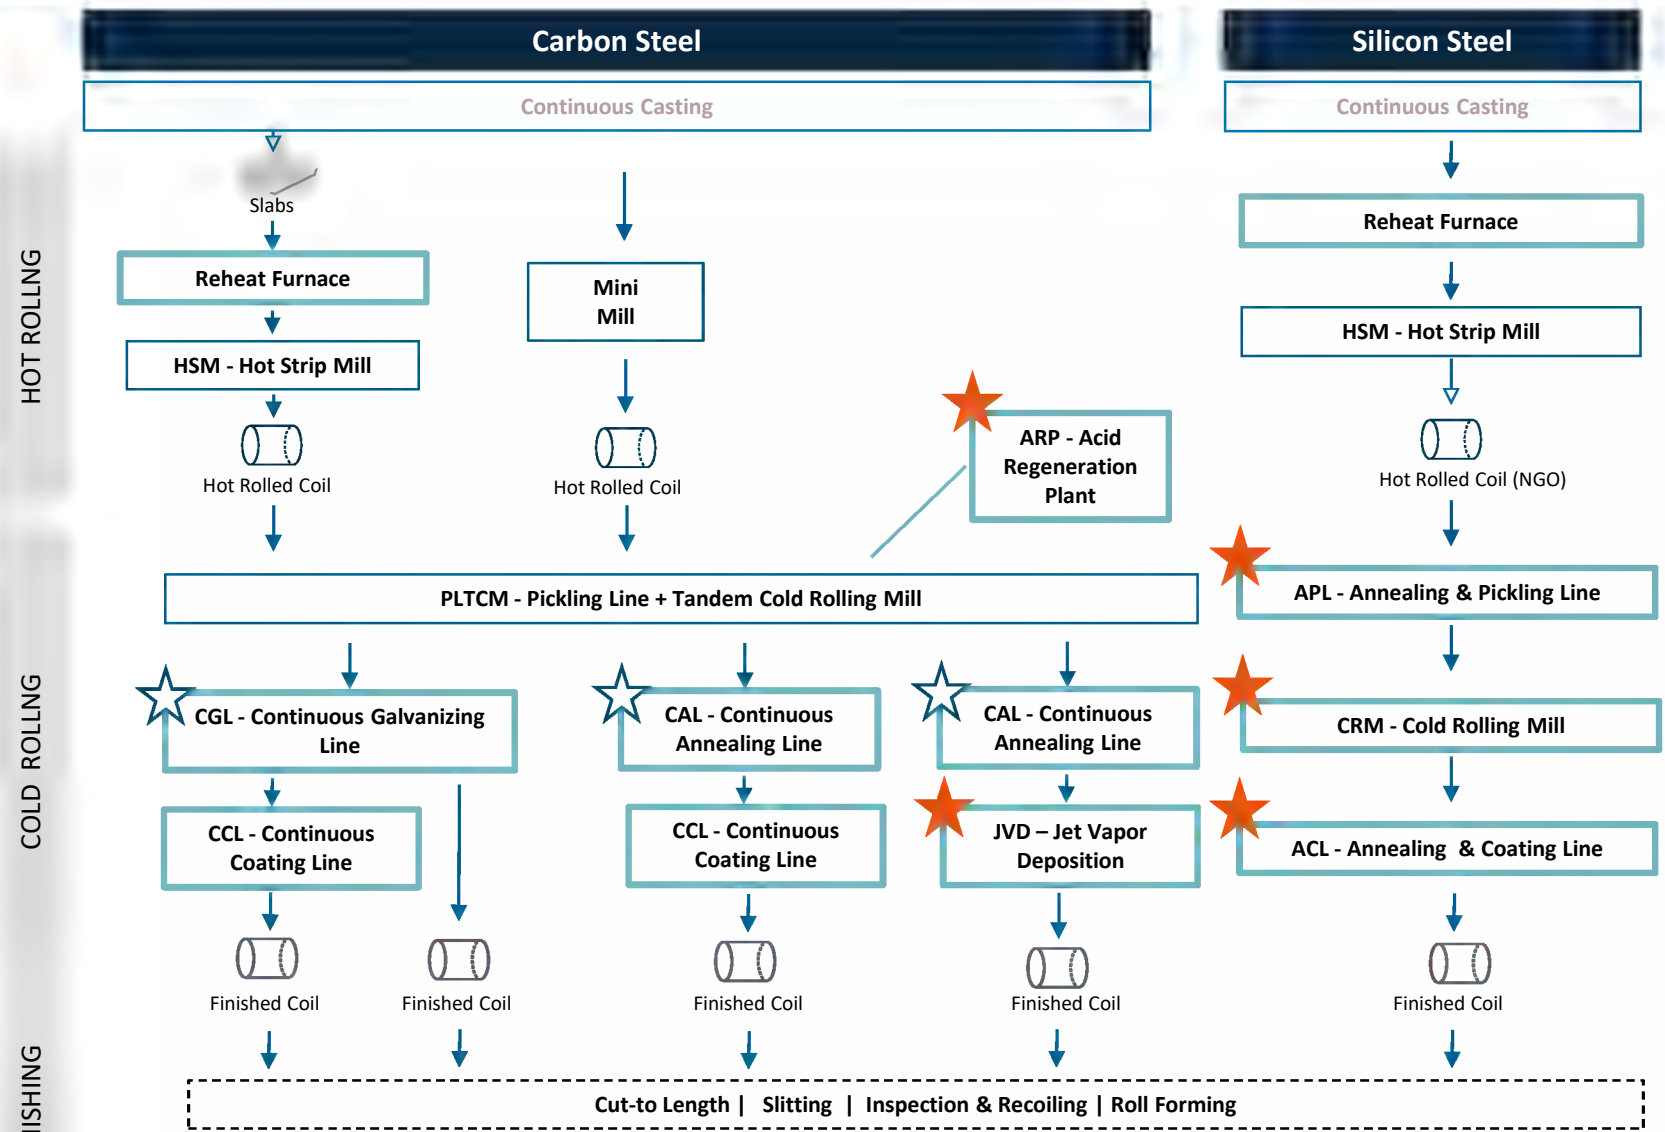 Carbon Steel
Silicon Steel
Continuous Casting
Continuous Casting
Slabs
Reheat Furnace
Reheat Furnace
HOT ROLLNG
Mini
Mill
HSM - Hot Strip Mill
HSM - Hot Strip Mill
ARP - Acid
Regeneration
Plant
Hot Rolled Coil
Hot Rolled Coil
Hot Rolled Coil (NGO)
PLTCM - Pickling Line + Tandem Cold Rolling Mill
APL - Annealing & Pickling Line
COLD ROLLNG
CGL - Continuous Galvanizing
Line
CAL - Continuous
Annealing Line
CAL - Continuous
Annealing Line
CRM - Cold Rolling Mill
CCL - Continuous
Coating Line
CCL - Continuous
Coating Line
JVD – Jet Vapor
Deposition
ACL - Annealing & Coating Line
Finished Coil
Finished Coil
Finished Coil
Finished Coil
Finished Coil
NISHING
Cut-to Length | Slitting | Inspection & Recoiling | Roll Forming